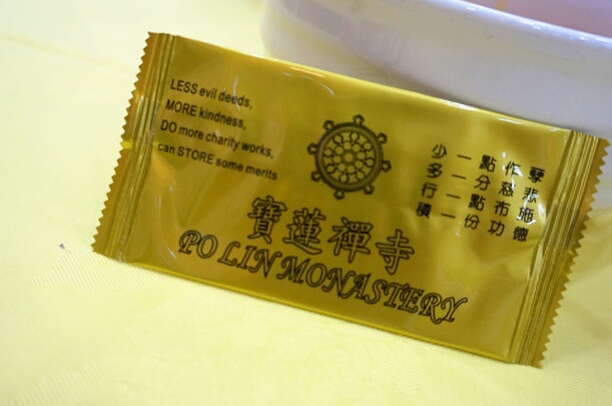 LESS evil deeds,
MORE kindness,
DO more charity works,
can STORE some merits
少一點作孽
多一分慈悲
行一點布施
積一份功德
寶蓮禪寺
PO LIN MONASTERY